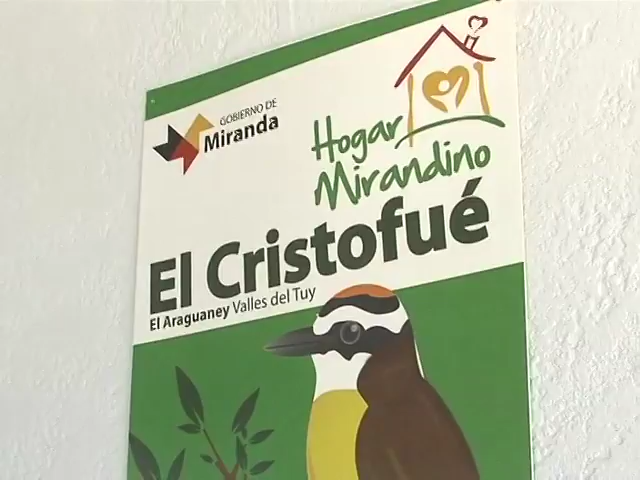 GOBIERNO DE
Miranda
Hogar
Mirandino
El Cristofué
El Araguaney Valles del Tuy